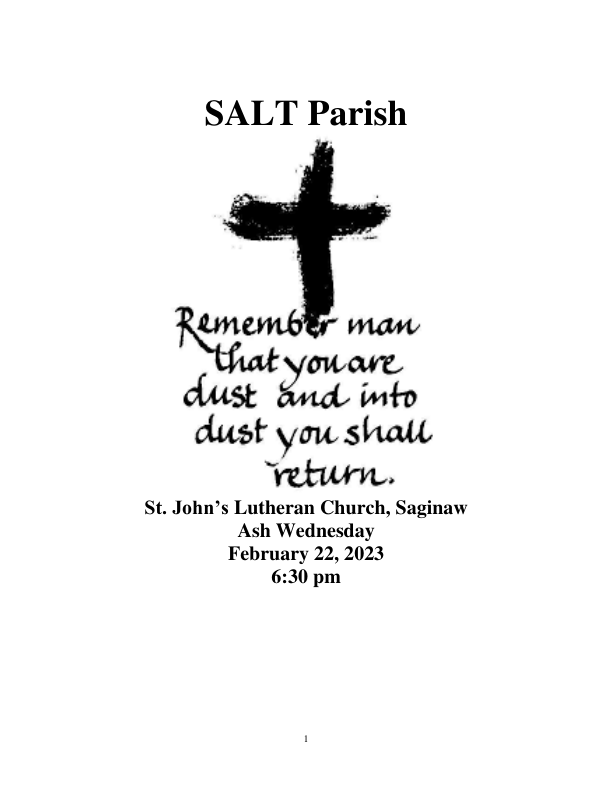 SALT Parish
Remember man
that you are
dust and into
dust you shall
return.
St. John’s Lutheran Church, Saginaw
Ash Wednesday
February 22, 2023
6:30 pm
1